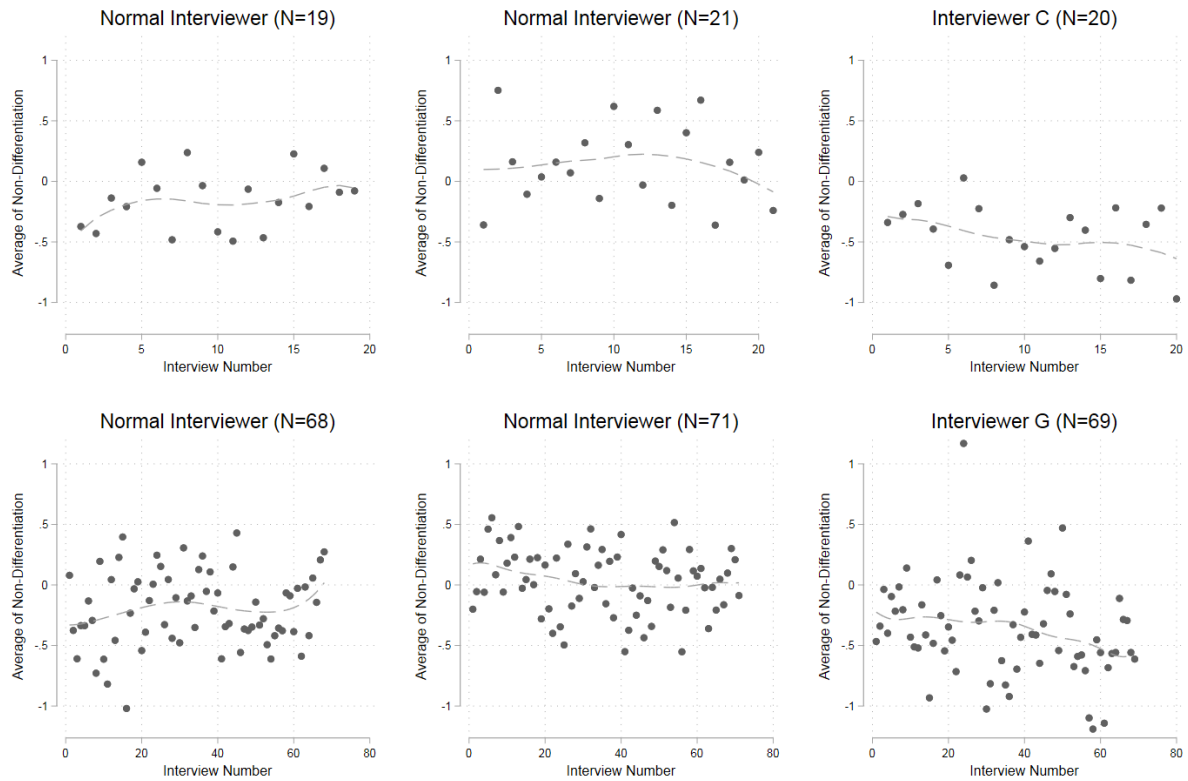 Normal Interviewer (N=19)
Normal Interviewer (N=21)
Interviewer C (N=20)
Average of Non-Differentiation
1
.5
0
-.5
-1
0 5 10 15 20
Interview Number
Average of Non-Differentiation
1
.5
0
-.5
-1
0 5 10 15 20
Interview Number
Average of Non-Differentiation
1
.5
0
-.5
-1
0 5 10 15 20
Interview Number
Normal Interviewer (N=68)
Normal Interviewer (N=71)
Interviewer G (N=69)
Average of Non-Differentiation
1
.5
0
-.5
-1
0 20 40 60 80
Interview Number
Average of Non-Differentiation
1
.5
0
-.5
-1
0 20 40 60 80
Interview Number
Average of Non-Differentiation
1
.5
0
-.5
-1
0 20 40 60 80
Interview Number